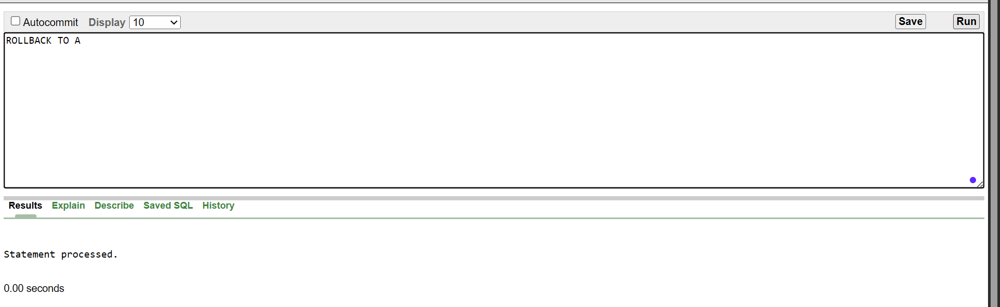 Autocommit Display 10 Save Run
ROLLBACK TO A
Results Explain Describe Saved SQL History
Statement processed.
0.00 seconds